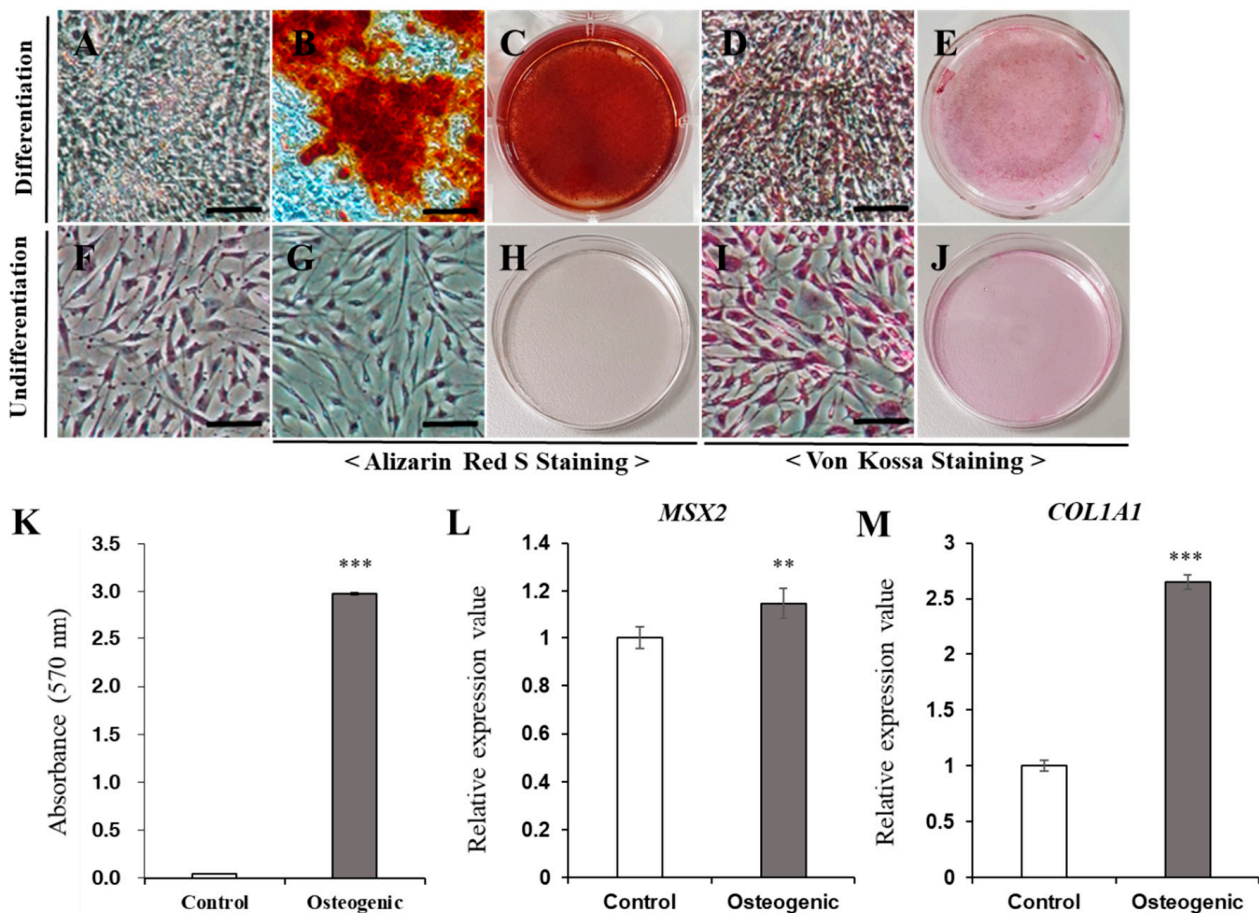 Differentiation
A
B
C
D
E
Undifferentiation
F
G
H
I
J
< Alizarin Red S Staining >
< Von Kossa Staining >
K
Absorbance (570 nm)
3.5
3.0
2.5
2.0
1.5
1.0
0.5
0.0
***
Control
Osteogenic
L
MSX2
Relative expression value
1.4
1.2
1
0.8
0.6
0.4
0.2
0
**
Control
Osteogenic
M
COL1A1
Relative expression value
3
2.5
2
1.5
1
0.5
0
***
Control
Osteogenic